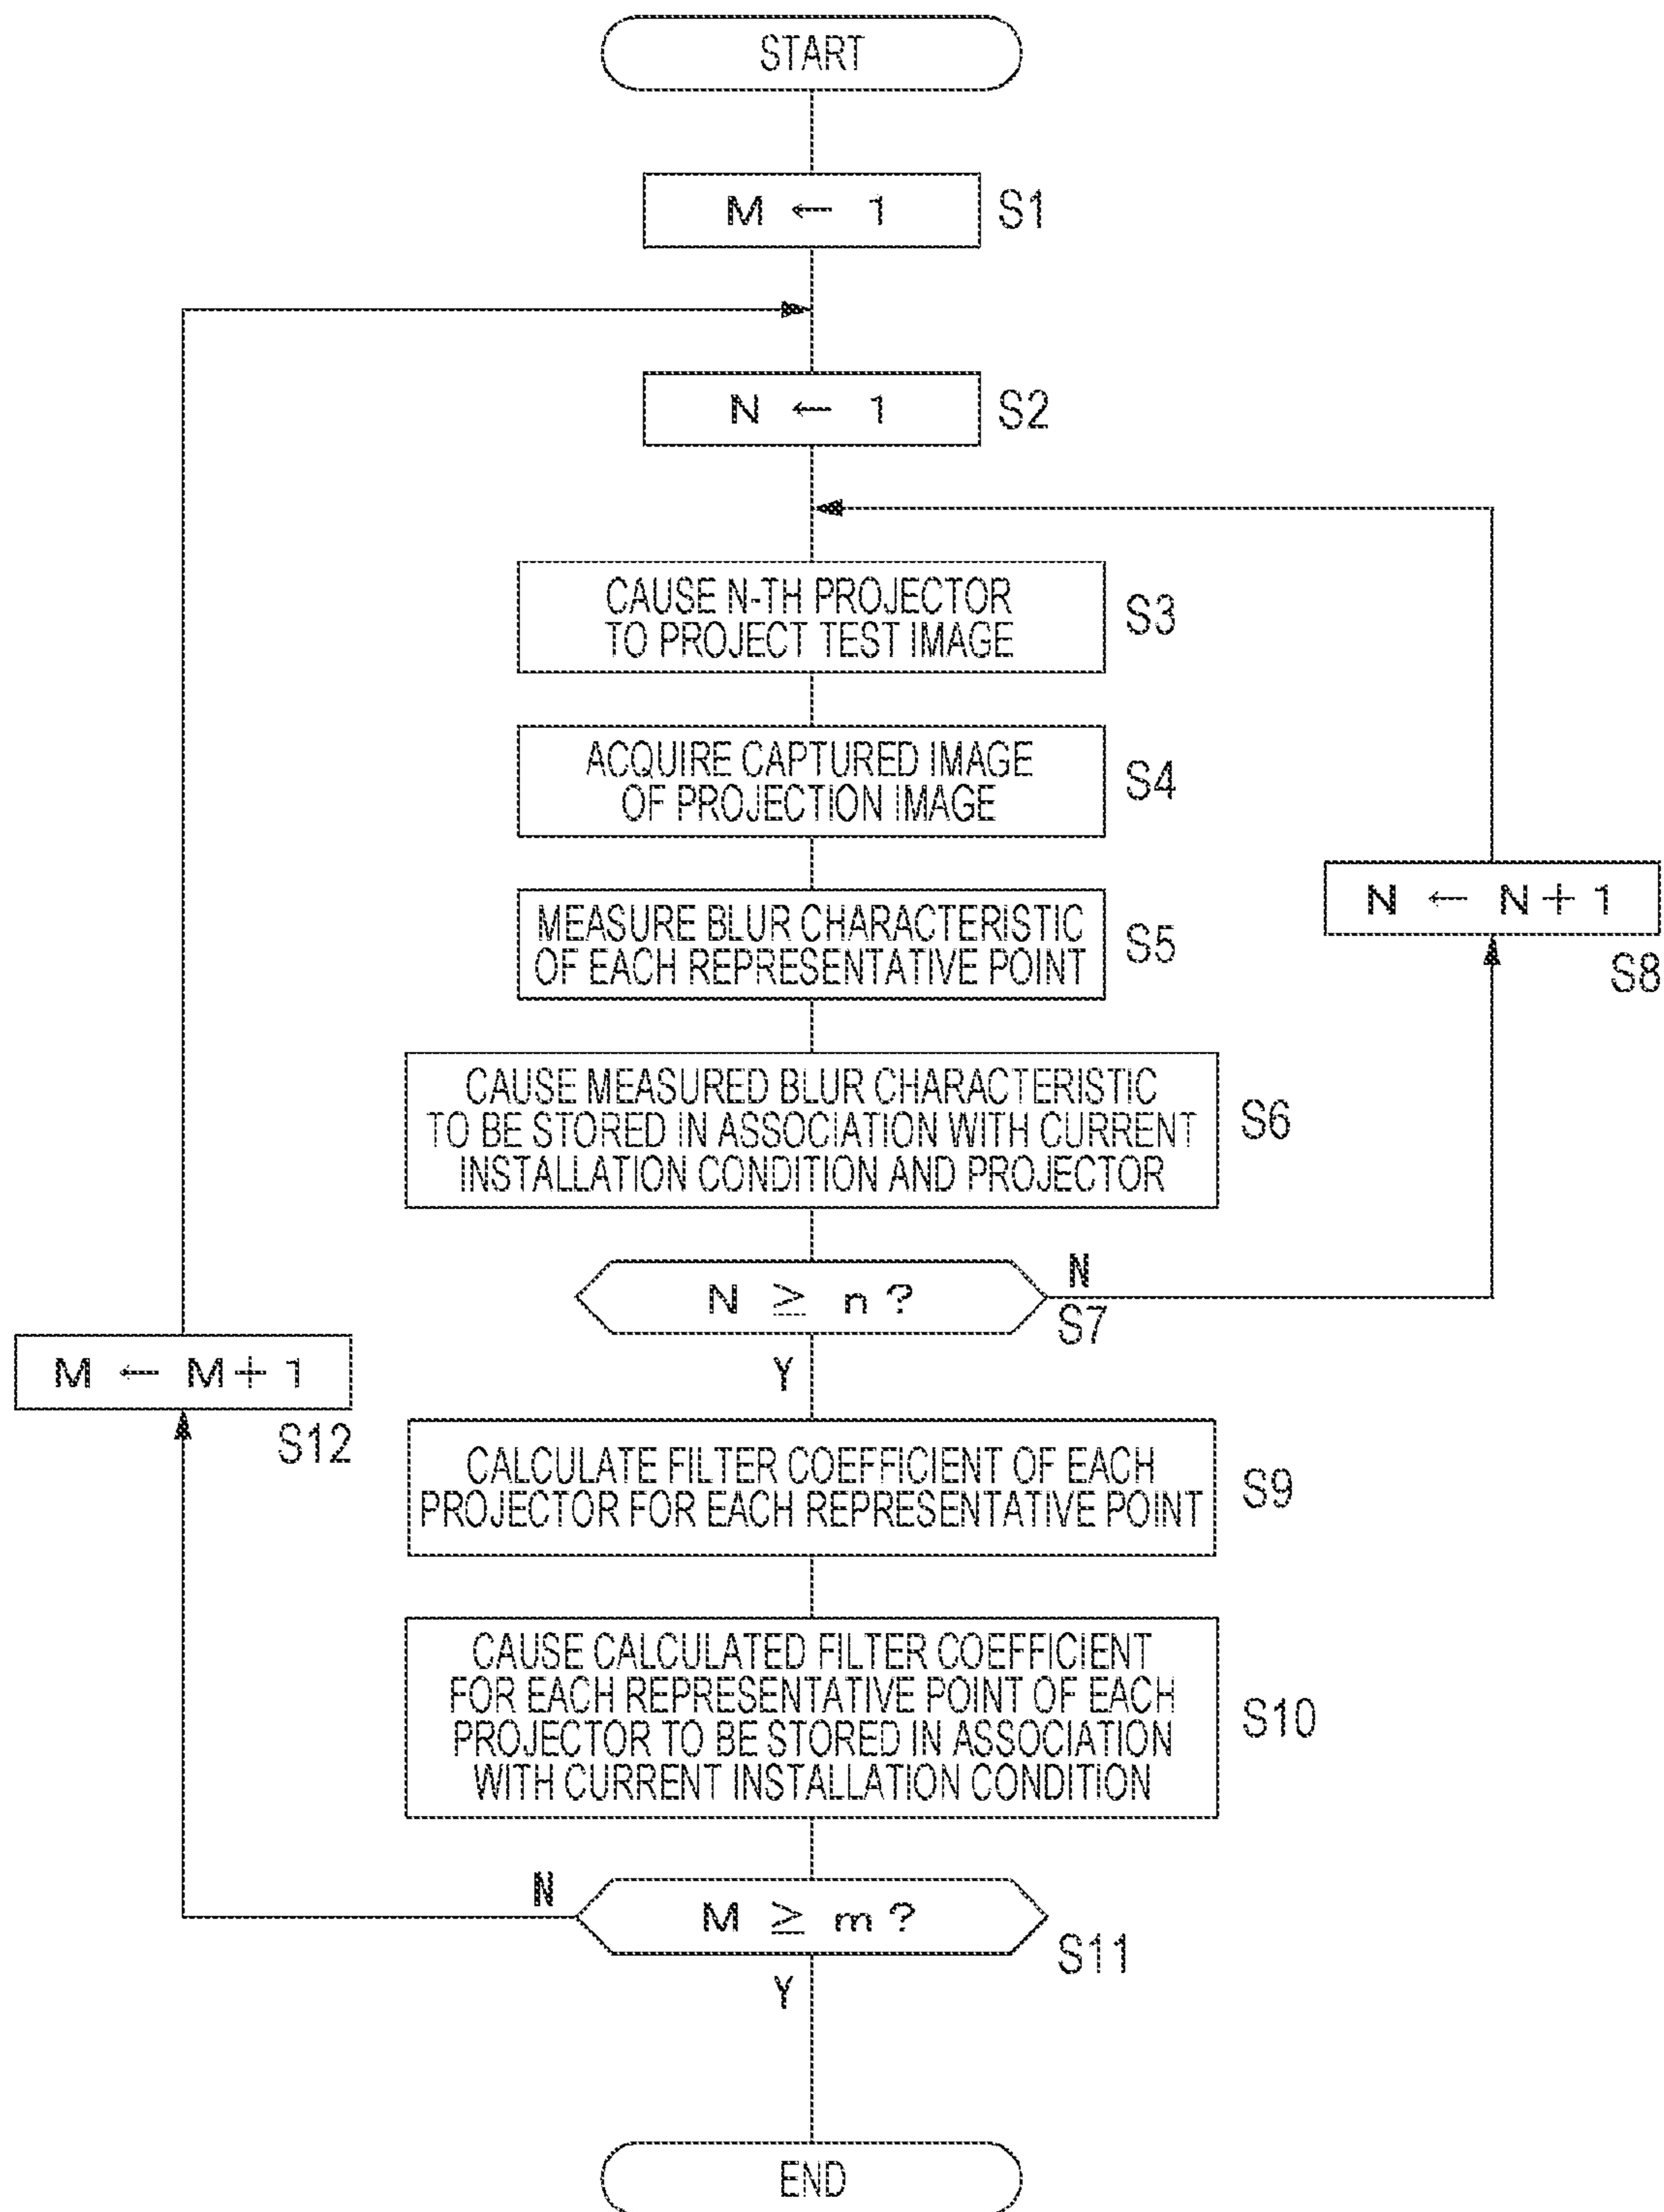 START
M ← 1
S1
N ← 1
S2
CAUSE N-TH PROJECTOR
TO PROJECT TEST IMAGE
S3
ACQUIRE CAPTURED IMAGE
OF PROJECTION IMAGE
S4
MEASURE BLUR CHARACTERISTIC
OF EACH REPRESENTATIVE POINT
S5
N ← N+1
S8
CAUSE MEASURED BLUR CHARACTERISTIC
TO BE STORED IN ASSOCIATION WITH CURRENT
INSTALLATION CONDITION AND PROJECTOR
S6
N ≧ n ?
N
S7
Y
M ← M+1
S12
CALCULATE FILTER COEFFICIENT OF EACH
PROJECTOR FOR EACH REPRESENTATIVE POINT
S9
CAUSE CALCULATED FILTER COEFFICIENT
FOR EACH REPRESENTATIVE POINT OF EACH
PROJECTOR TO BE STORED IN ASSOCIATION
WITH CURRENT INSTALLATION CONDITION
S10
N
M ≧ m ?
S11
Y
END